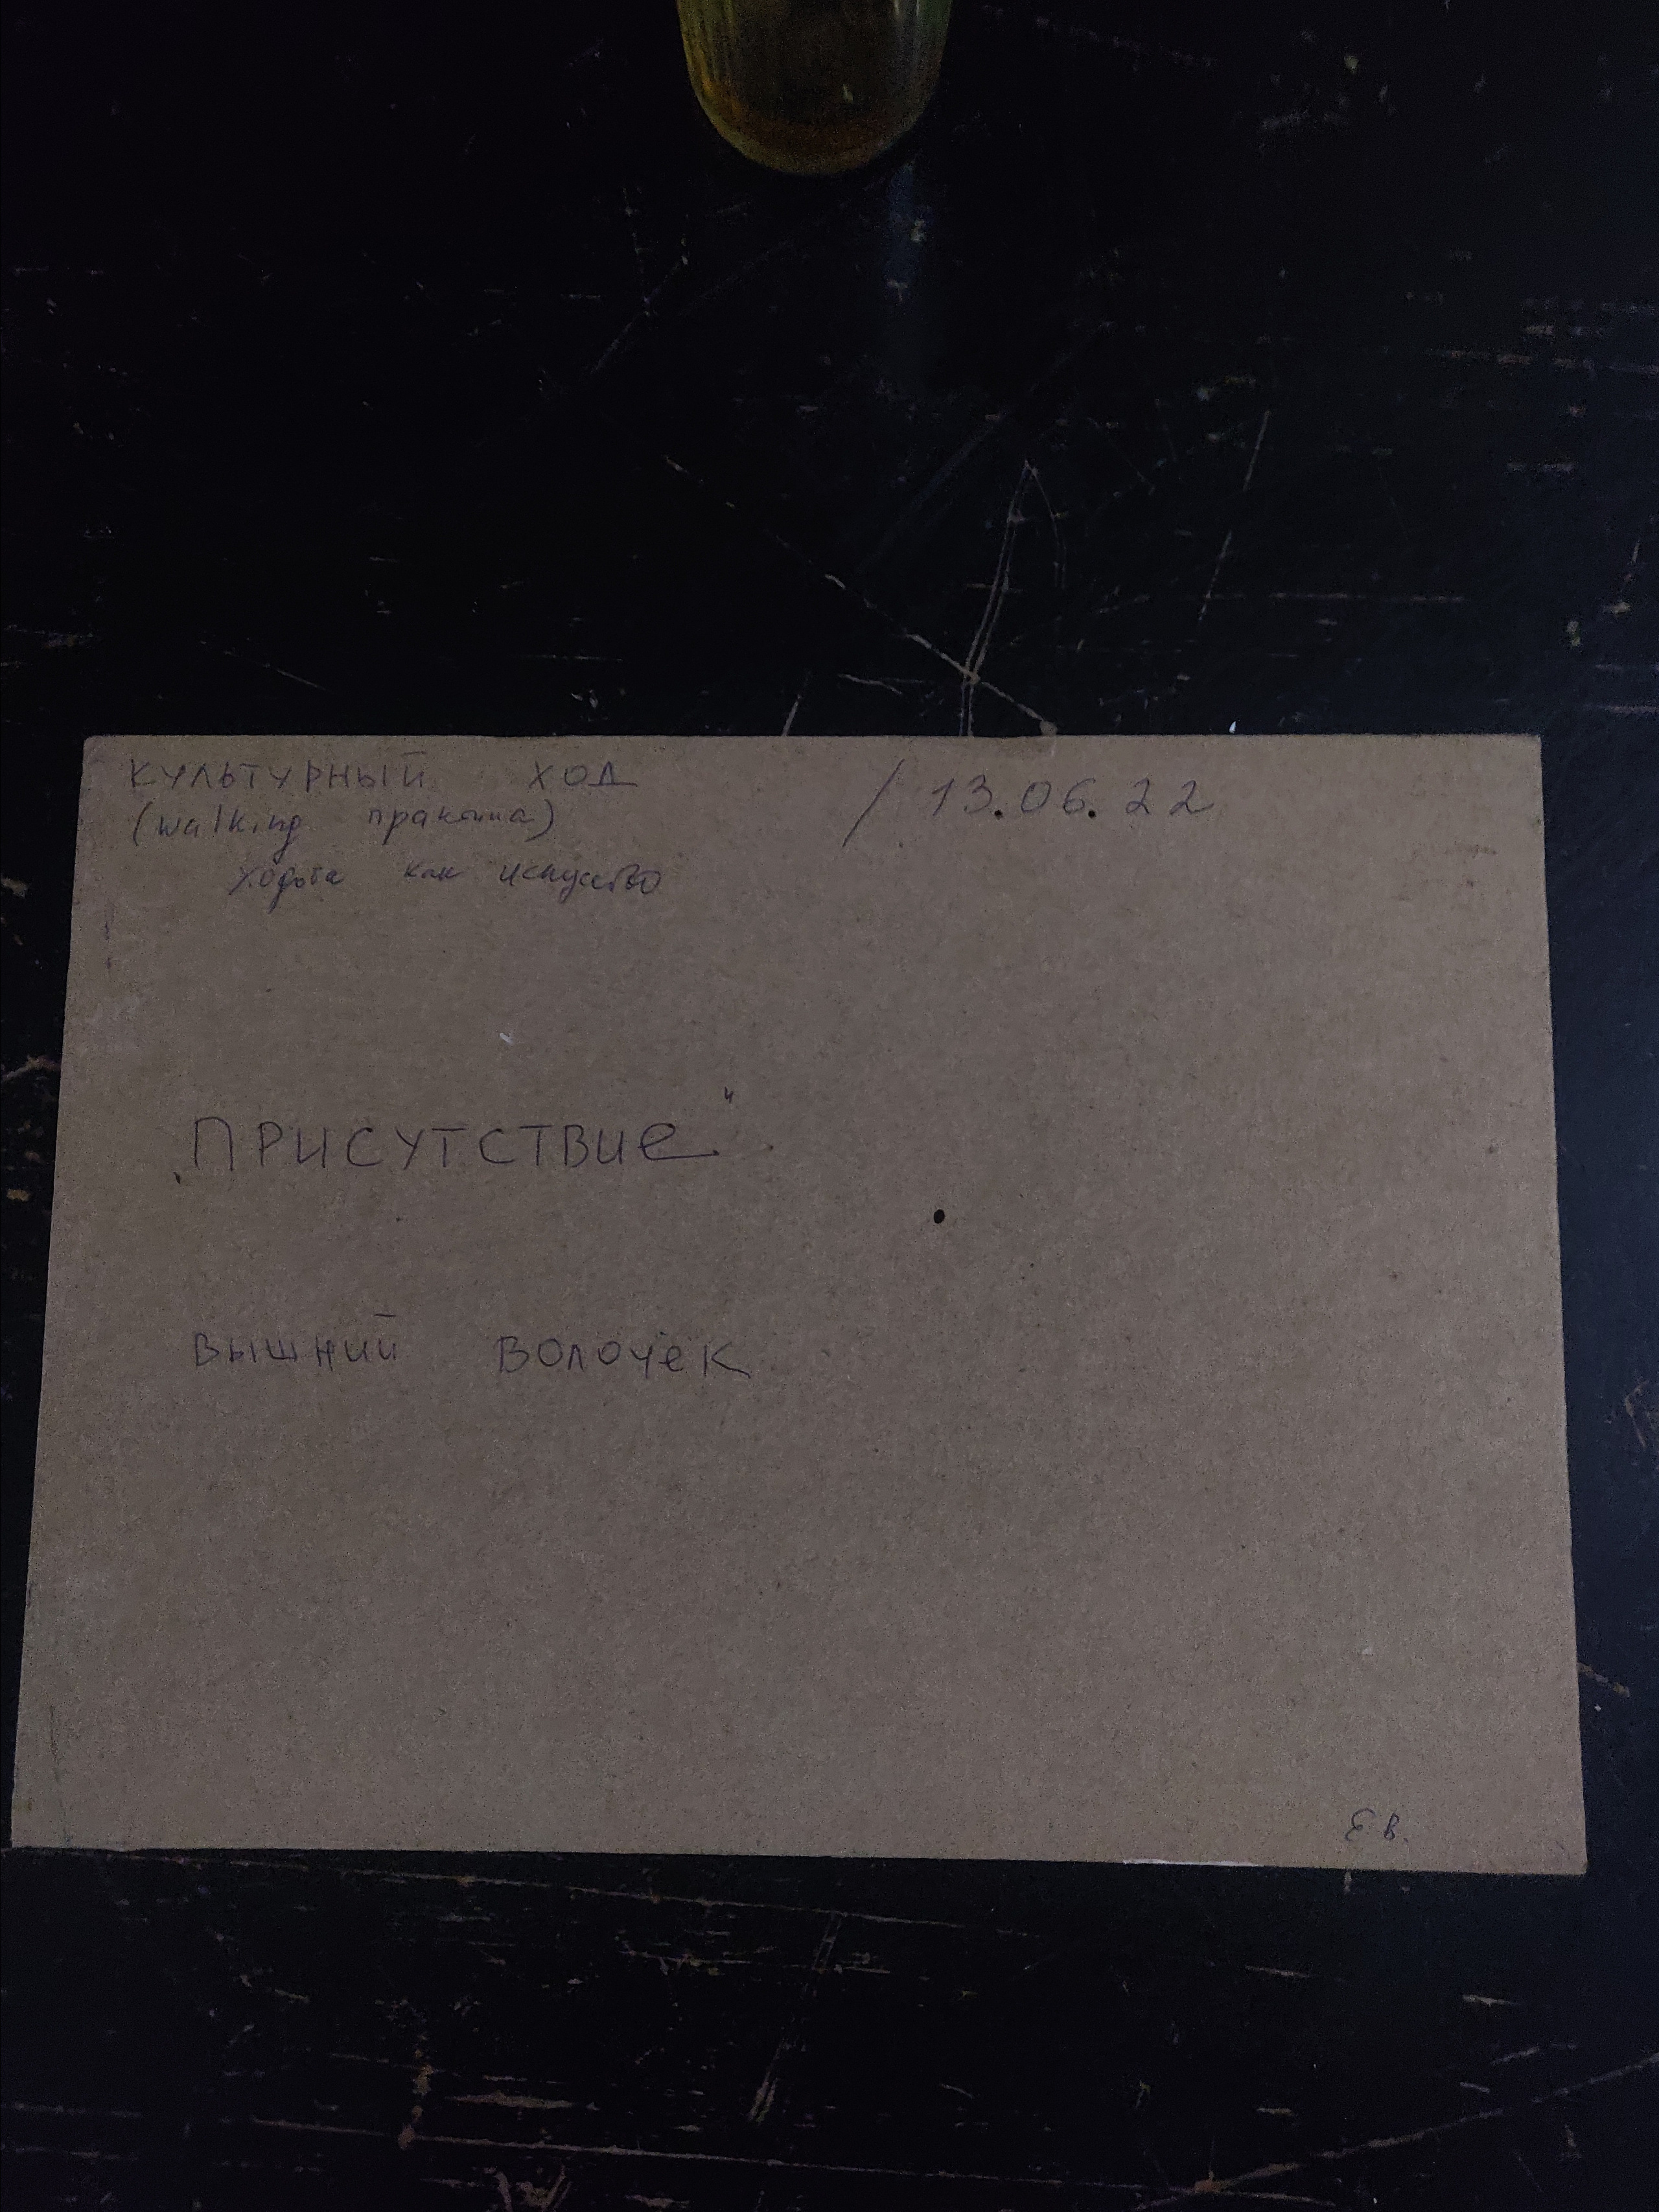 КУЛЬТУРНЫЙ ХОД / 13.06.22
(walking практика)
ходьба как искусство
„ПРИСУТСТВИЕ"
ВЫШНИЙ ВОЛОЧЕК
Е В.